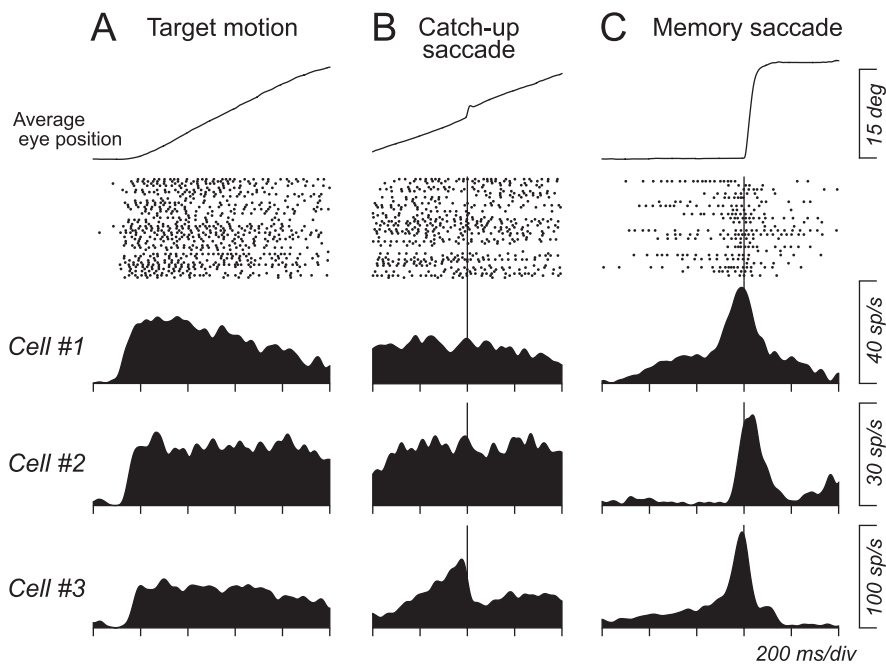 A Target motion
B Catch-up
saccade
C Memory saccade
Average
eye position
15 deg
Cell #1
40 sp/s
Cell #2
30 sp/s
Cell #3
100 sp/s
200 ms/div